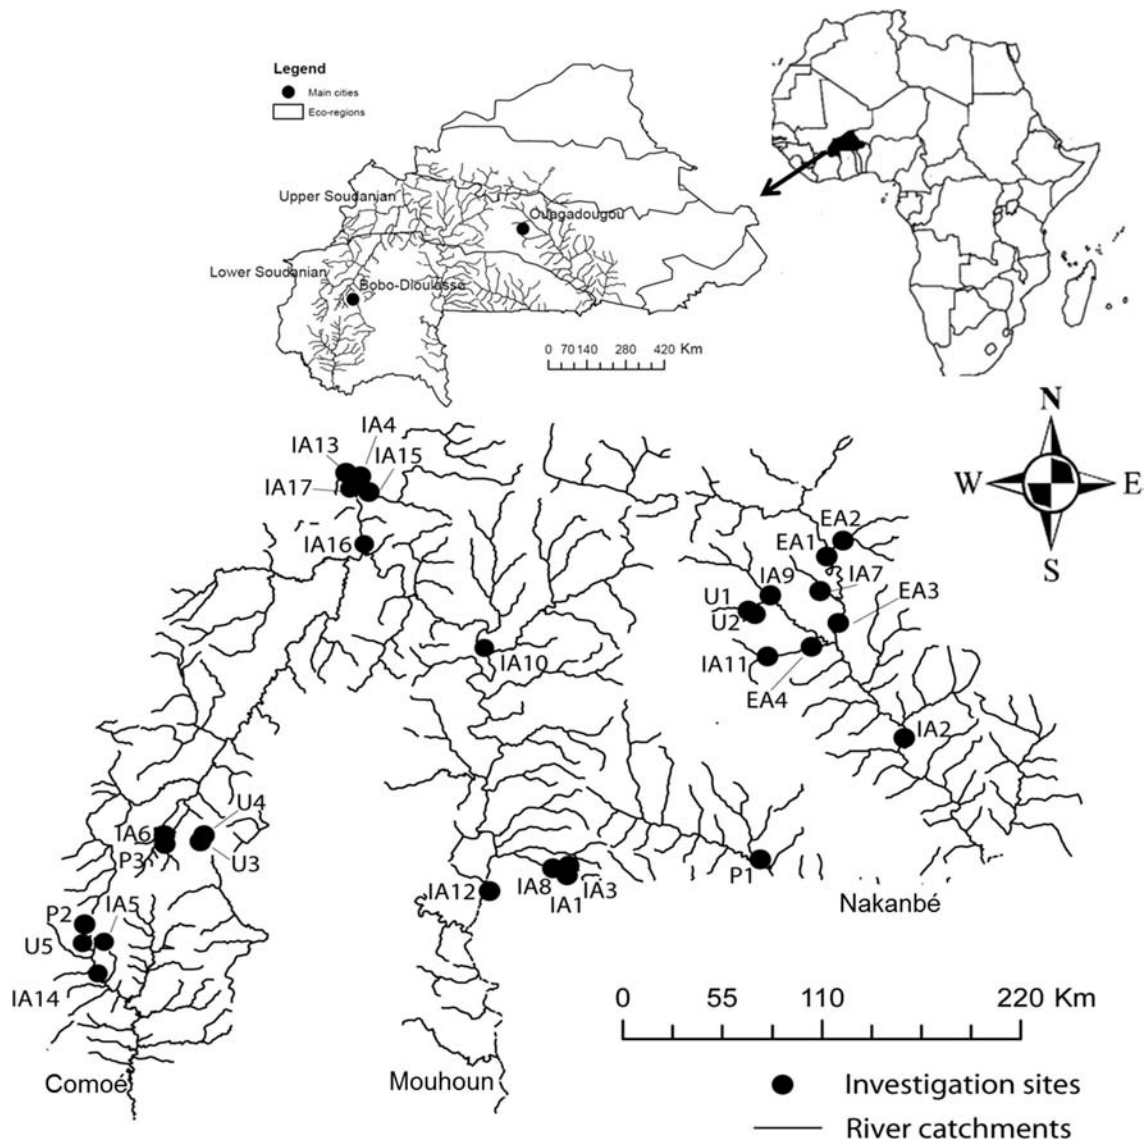 Legend
Main cities
Eco-regions
Upper Soudanian
Ouagadougou
Lower Soudanian
Bobo-Dioulasso
0 70 140 280 420 Km
N
W E
S
IA4
IA13
IA15
IA17
IA16
EA2
EA1
IA9
IA7
EA3
U1
U2
IA10
IA11
EA4
IA2
U4
IA6
P3
U3
P1
IA8
IA3
IA12
IA1
Nakanbé
P2
IA5
U5
IA14
0 55 110 220 Km
Comoé
Mouhoun
Investigation sites
River catchments